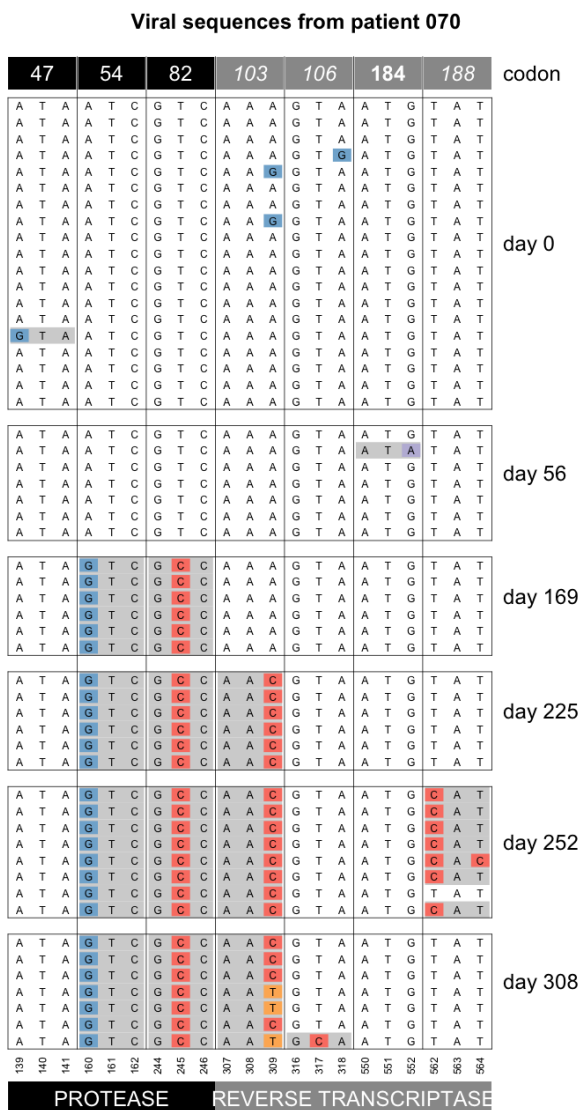 Viral sequences from patient 070
47 54 82 103 106 184 188 codon
A T A A T C G T C A A A G T A A T G T A T
A T A A T C G T C A A A G T A A T G T A T
A T A A T C G T C A A A G T A A T G T A T
A T A A T C G T C A A A G T G A T G T A T
A T A A T C G T C A A G G T A A T G T A T
A T A A T C G T C A A A G T A A T G T A T
A T A A T C G T C A A A G T A A T G T A T
A T A A T C G T C A A G G T A A T G T A T
A T A A T C G T C A A A G T A A T G T A T
day 0
A T A A T C G T C A A A G T A A T G T A T
A T A A T C G T C A A A G T A A T G T A T
A T A A T C G T C A A A G T A A T G T A T
A T A A T C G T C A A A G T A A T G T A T
A T A A T C G T C A A A G T A A T G T A T
G T A A T C G T C A A A G T A A T G T A T
A T A A T C G T C A A A G T A A T G T A T
A T A A T C G T C A A A G T A A T G T A T
A T A A T C G T C A A A G T A A T G T A T
A T A A T C G T C A A A G T A A T G T A T
A T A A T C G T C A A A G T A A T G T A T
A T A A T C G T C A A A G T A A T A T A T
A T A A T C G T C A A A G T A A T G T A T
day 56
A T A A T C G T C A A A G T A A T G T A T
A T A A T C G T C A A A G T A A T G T A T
A T A A T C G T C A A A G T A A T G T A T
A T A A T C G T C A A A G T A A T G T A T
A T A G T C G C C A A A G T A A T G T A T
A T A G T C G C C A A A G T A A T G T A T
A T A G T C G C C A A A G T A A T G T A T
day 169
A T A G T C G C C A A A G T A A T G T A T
A T A G T C G C C A A A G T A A T G T A T
A T A G T C G C C A A A G T A A T G T A T
A T A G T C G C C A A C G T A A T G T A T
A T A G T C G C C A A C G T A A T G T A T
A T A G T C G C C A A C G T A A T G T A T
day 225
A T A G T C G C C A A C G T A A T G T A T
A T A G T C G C C A A C G T A A T G T A T
A T A G T C G C C A A C G T A A T G T A T
A T A G T C G C C A A C G T A A T G C A T
A T A G T C G C C A A C G T A A T G C A T
A T A G T C G C C A A C G T A A T G C A T
A T A G T C G C C A A C G T A A T G C A T
day 252
A T A G T C G C C A A C G T A A T G C A C
A T A G T C G C C A A C G T A A T G C A T
A T A G T C G C C A A C G T A A T G T A T
A T A G T C G C C A A C G T A A T G C A T
A T A G T C G C C A A C G T A A T G T A T
A T A G T C G C C A A C G T A A T G T A T
A T A G T C G C C A A C G T A A T G T A T
day 308
A T A G T C G C C A A T G T A A T G T A T
A T A G T C G C C A A T G T A A T G T A T
A T A G T C G C C A A C G T A A T G T A T
A T A G T C G C C A A T G C A A T G T A T
139 140 141 160 161 162 244 245 246 307 308 309 316 317 318 550 551 552 562 563 564
PROTEASE REVERSE TRANSCRIPTASE